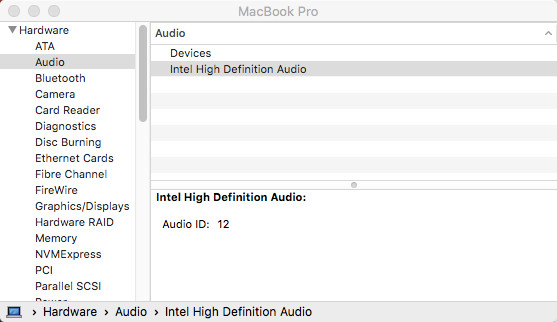 MacBook Pro
Hardware
ATA
Audio
Bluetooth
Camera
Card Reader
Diagnostics
Disc Burning
Ethernet Cards
Fibre Channel
FireWire
Graphics/Displays
Hardware RAID
Memory
NVMExpress
PCI
Parallel SCSI
Power
Audio
Devices
Intel High Definition Audio
Intel High Definition Audio:
Audio ID: 12
Hardware › Audio › Intel High Definition Audio